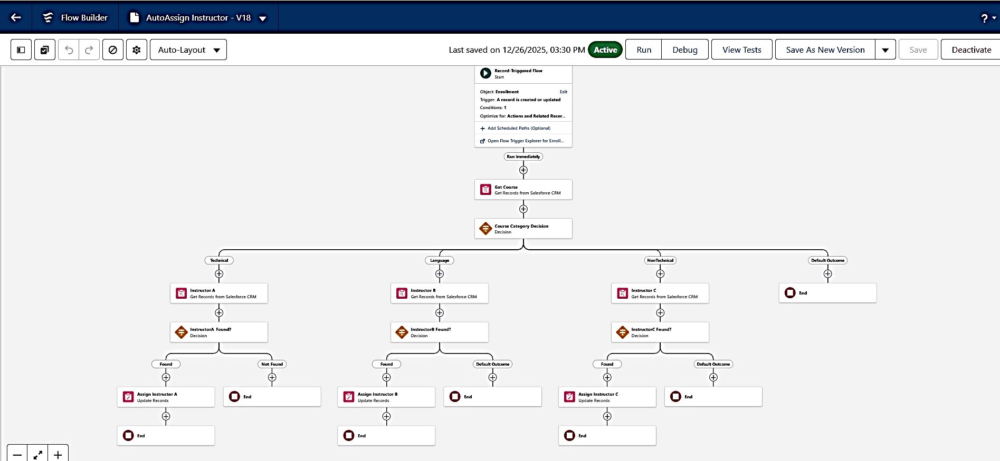 Flow Builder
AutoAssign Instructor - V18
?
Auto-Layout
Last saved on 12/26/2025, 03:30 PM
Active
Run
Debug
View Tests
Save As New Version
Save
Deactivate
Record-Triggered Flow
Start
Object: Enrollment
Edit
Trigger: A record is created or updated
Conditions: 1
Optimize for: Actions and Related Recor...
Add Scheduled Paths (Optional)
Open Flow Trigger Explorer for Enroll...
Run Immediately
Get Course
Get Records from Salesforce CRM
Course Category Decision
Decision
Technical
Language
NonTechnical
Default Outcome
Instructor A
Get Records from Salesforce CRM
Instructor B
Get Records from Salesforce CRM
Instructor C
Get Records from Salesforce CRM
End
InstructorA Found?
Decision
InstructorB Found?
Decision
InstructorC Found?
Decision
Found
Not Found
Found
Default Outcome
Found
Default Outcome
Assign Instructor A
Update Records
End
Assign Instructor B
Update Records
End
Assign Instructor C
Update Records
End
End
End
End